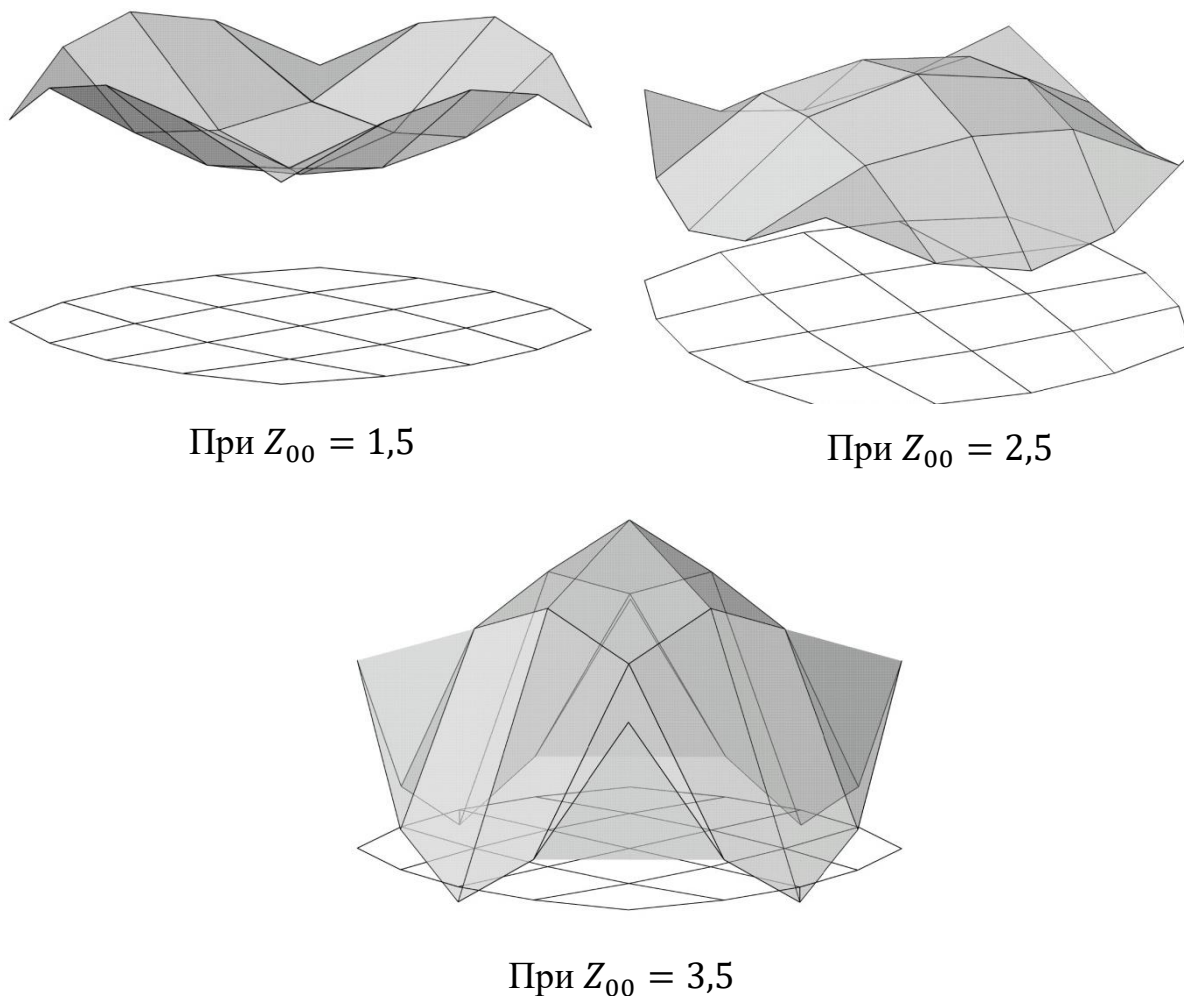 При Z₀₀ = 1,5
При Z₀₀ = 2,5
При Z₀₀ = 3,5